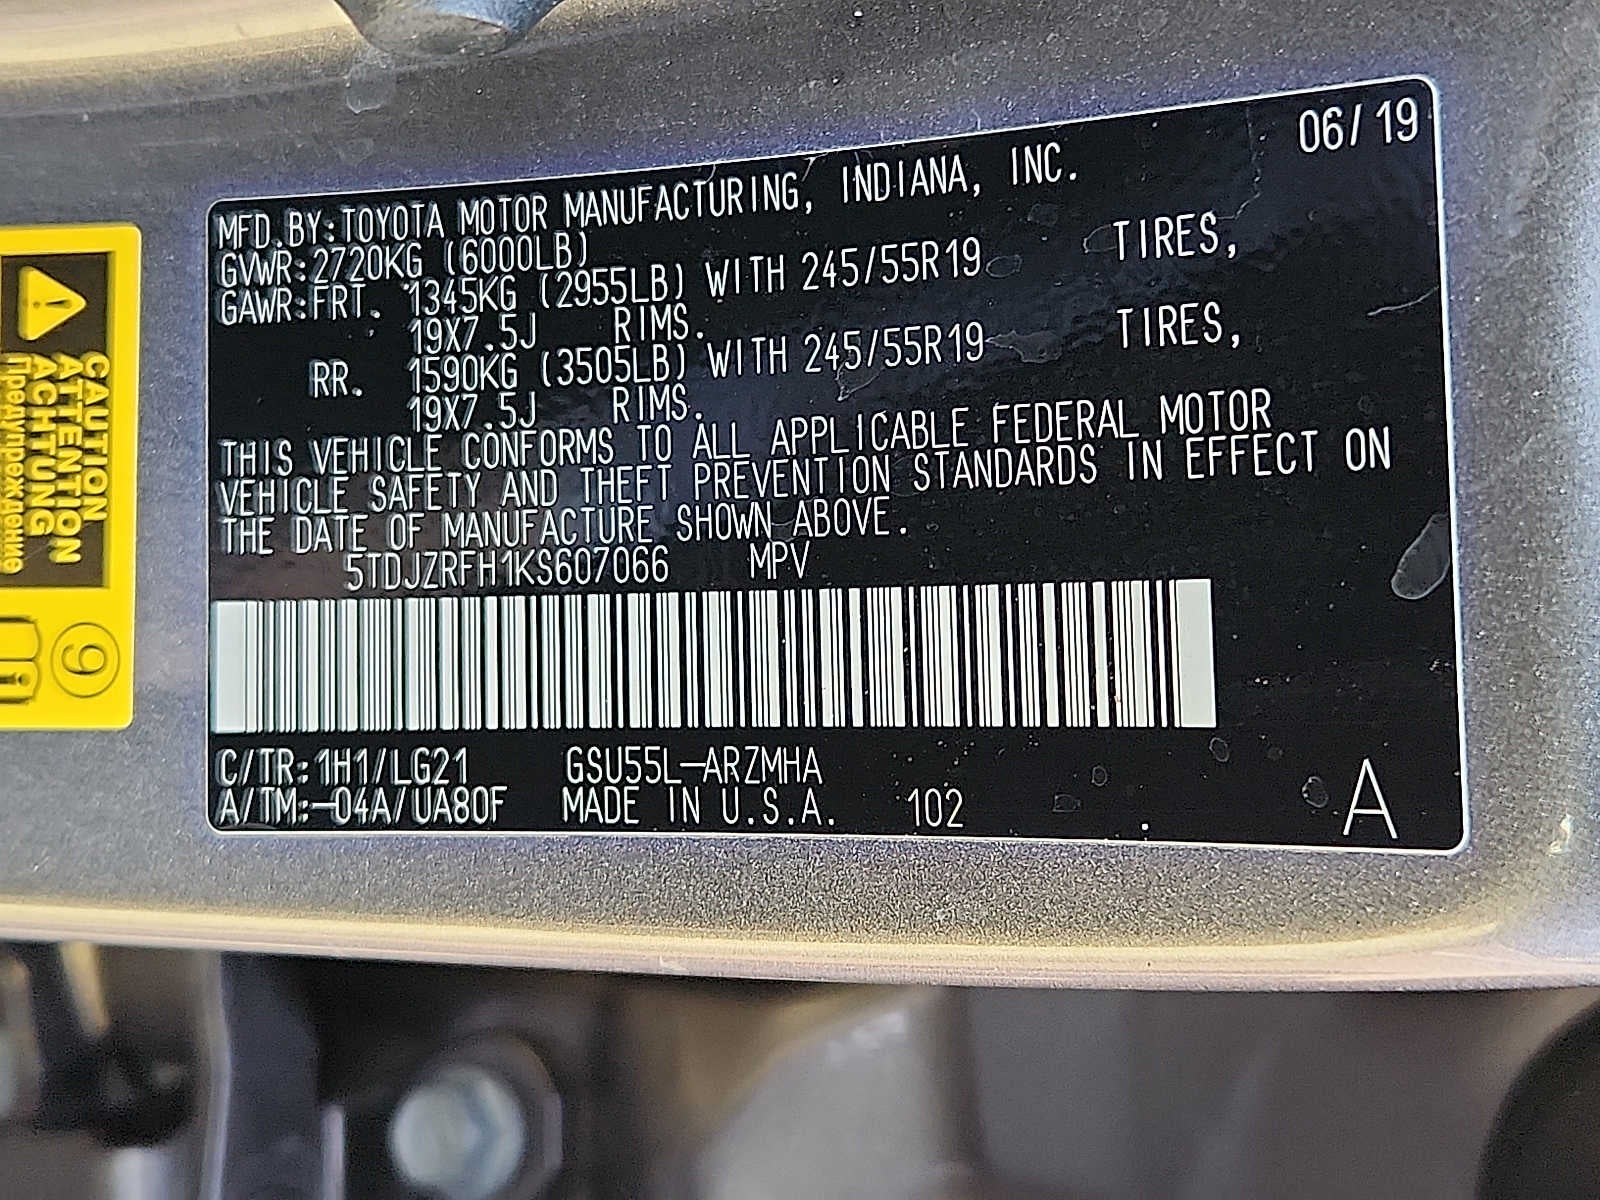 06/19
MFD.BY:TOYOTA MOTOR MANUFACTURING, INDIANA, INC.
GVWR:2720KG (6000LB)
GAWR:FRT. 1345KG (2955LB) WITH 245/55R19 TIRES,
19X7.5J RIMS.
RR. 1590KG (3505LB) WITH 245/55R19 TIRES,
19X7.5J RIMS.
THIS VEHICLE CONFORMS TO ALL APPLICABLE FEDERAL MOTOR
VEHICLE SAFETY AND THEFT PREVENTION STANDARDS IN EFFECT ON
THE DATE OF MANUFACTURE SHOWN ABOVE.
5TDJZRFH1KS607066 MPV
C/TR:1H1/LG21 GSU55L-ARZMHA
A/TM:-04A/UA80F MADE IN U.S.A. 102 . A
CAUTION
ATTENTION
ACHTUNG
Предупреждение
9